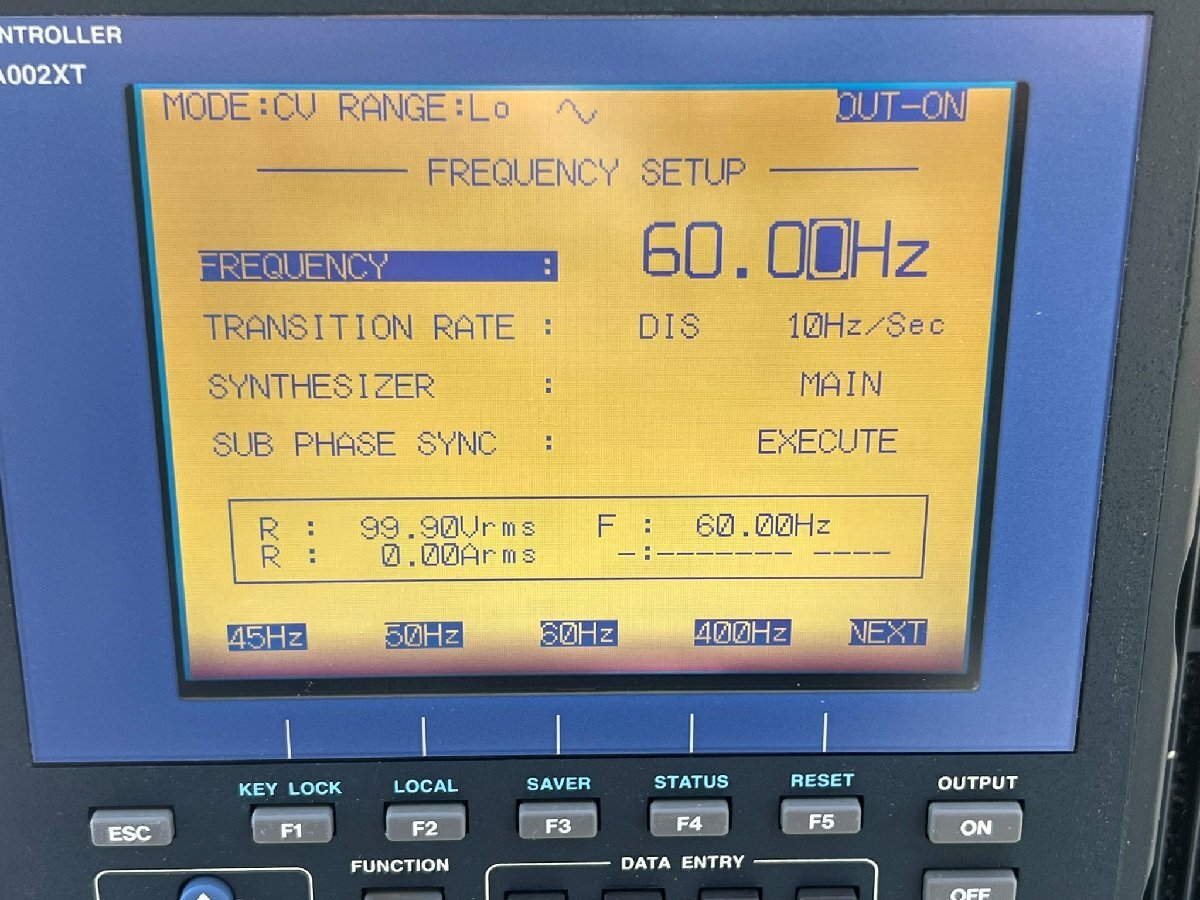 NTROLLER
A002XT
MODE:CV RANGE:Lo OUT-ON
FREQUENCY SETUP
FREQUENCY : 60.00Hz
TRANSITION RATE : DIS 10Hz/Sec
SYNTHESIZER : MAIN
SUB PHASE SYNC : EXECUTE
R : 99.90Vrms F : 60.00Hz
R : 0.00Arms -:------- ----
45Hz 50Hz 60Hz 400Hz NEXT
KEY LOCK LOCAL SAVER STATUS RESET OUTPUT
ESC F1 F2 F3 F4 F5 ON
FUNCTION DATA ENTRY
OFF